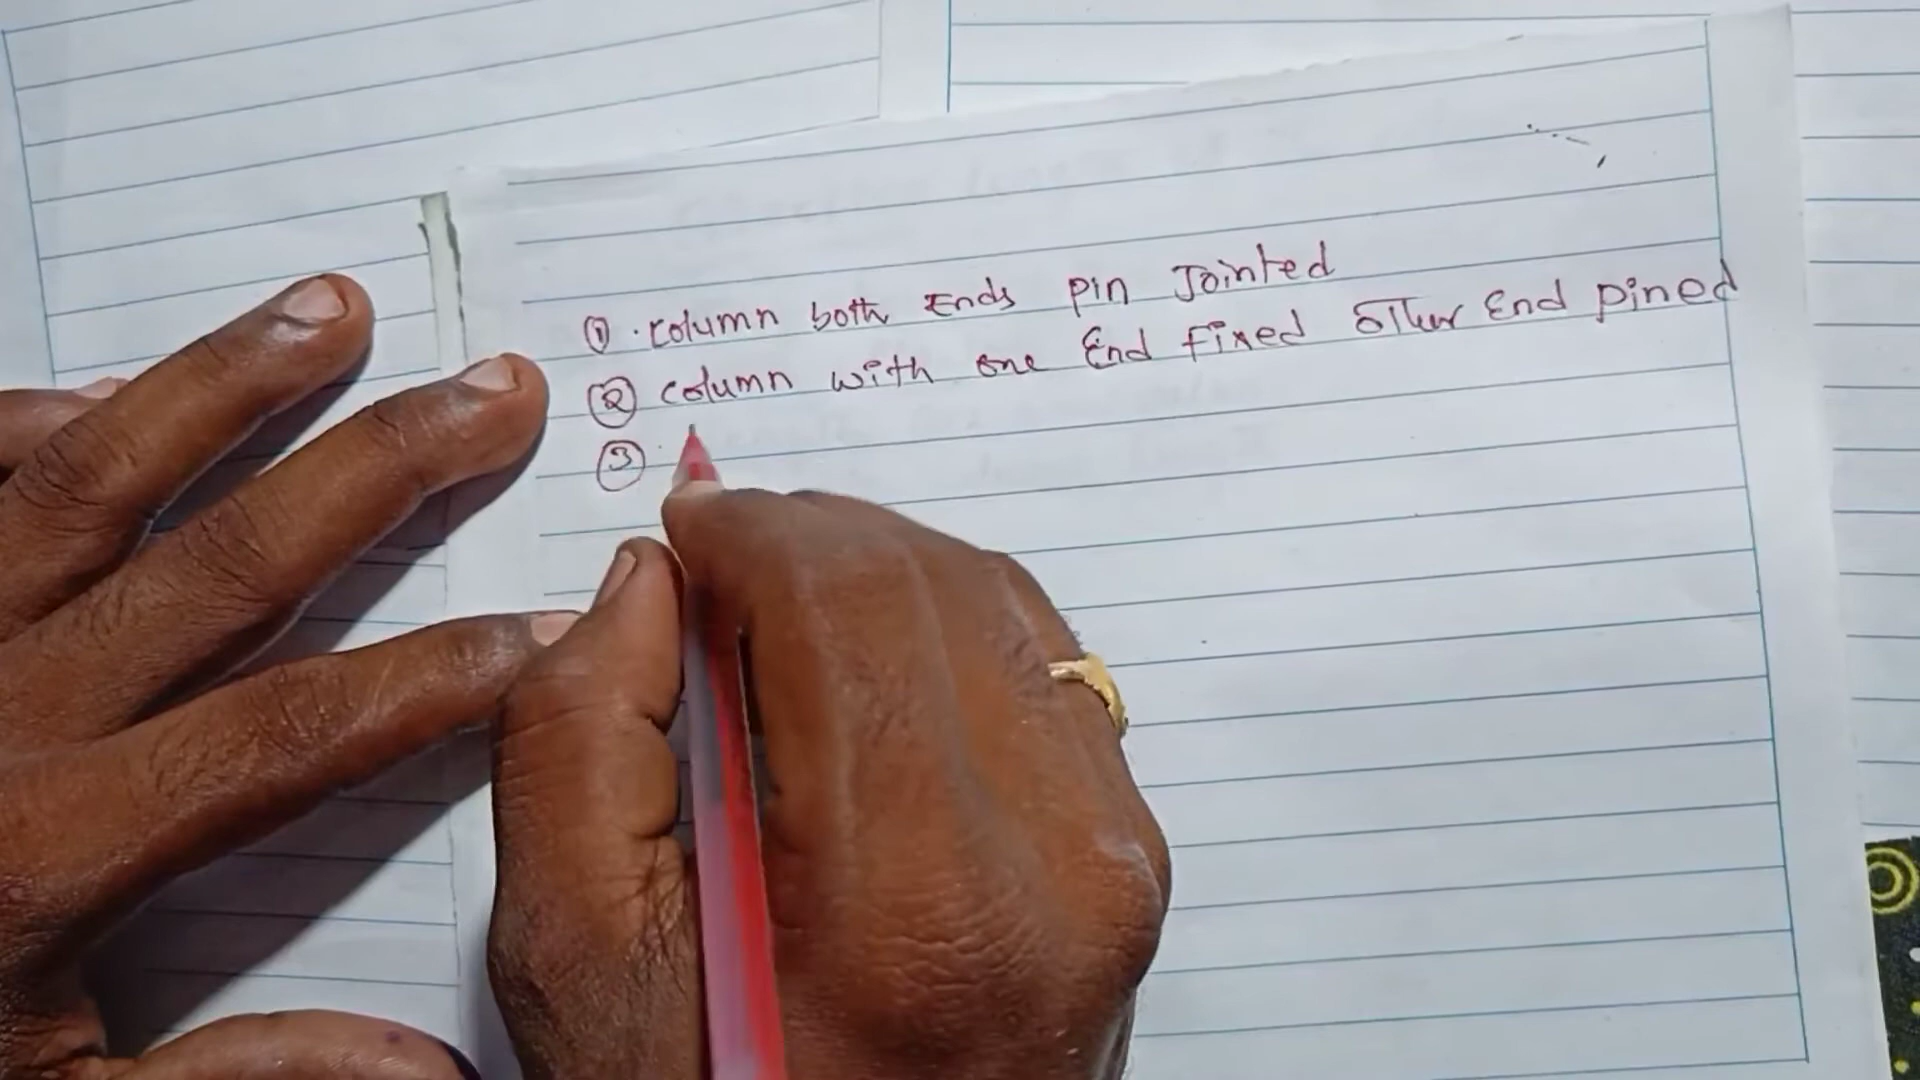 ① . column both Ends pin Jointed
② column with one End fixed other End pined
③